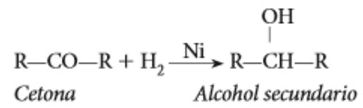 OH
R—CO—R + H₂ Ni R—CH—R
Cetona Alcohol secundario